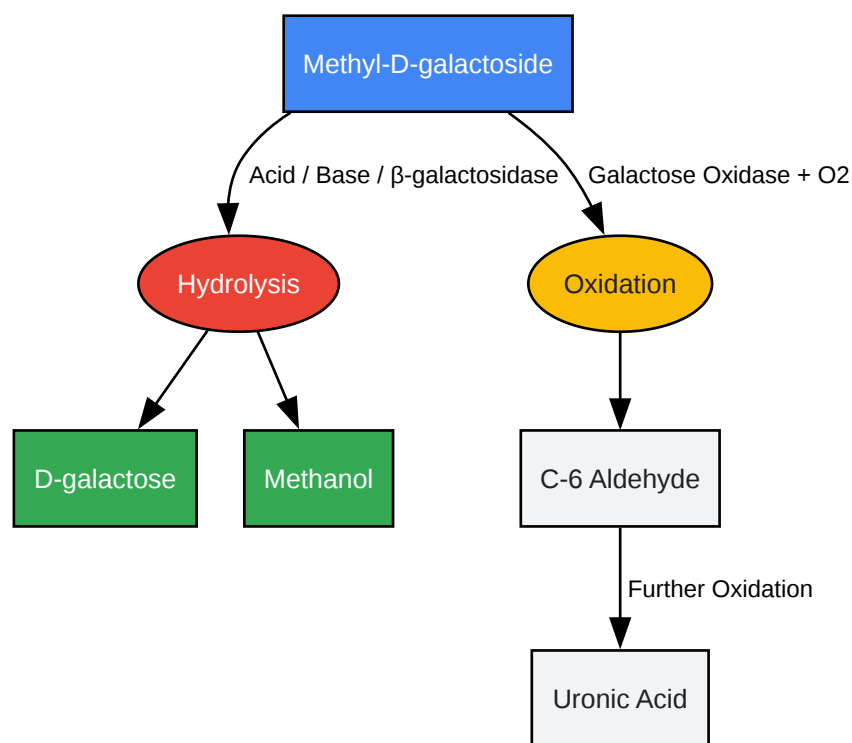 Methyl-D-galactoside
Acid / Base / β-galactosidase
Galactose Oxidase + O2
Hydrolysis
Oxidation
D-galactose
Methanol
C-6 Aldehyde
Further Oxidation
Uronic Acid